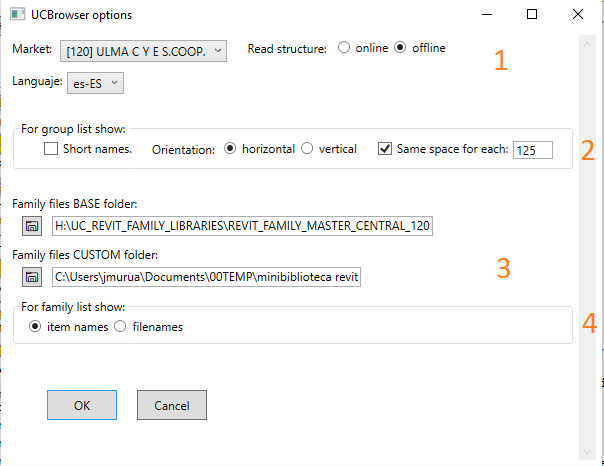 UCBrowser options
Market: [120] ULMA C Y E S.COOP. Read structure: online offline
1
Languaje: es-ES
For group list show:
Short names. Orientation: horizontal vertical Same space for each: 125
2
Family files BASE folder:
H:\UC_REVIT_FAMILY_LIBRARIES\REVIT_FAMILY_MASTER_CENTRAL_120
Family files CUSTOM folder:
3
C:\Users\jmurua\Documents\00TEMP\minibiblioteca revit
For family list show:
item names filenames
4
OK Cancel